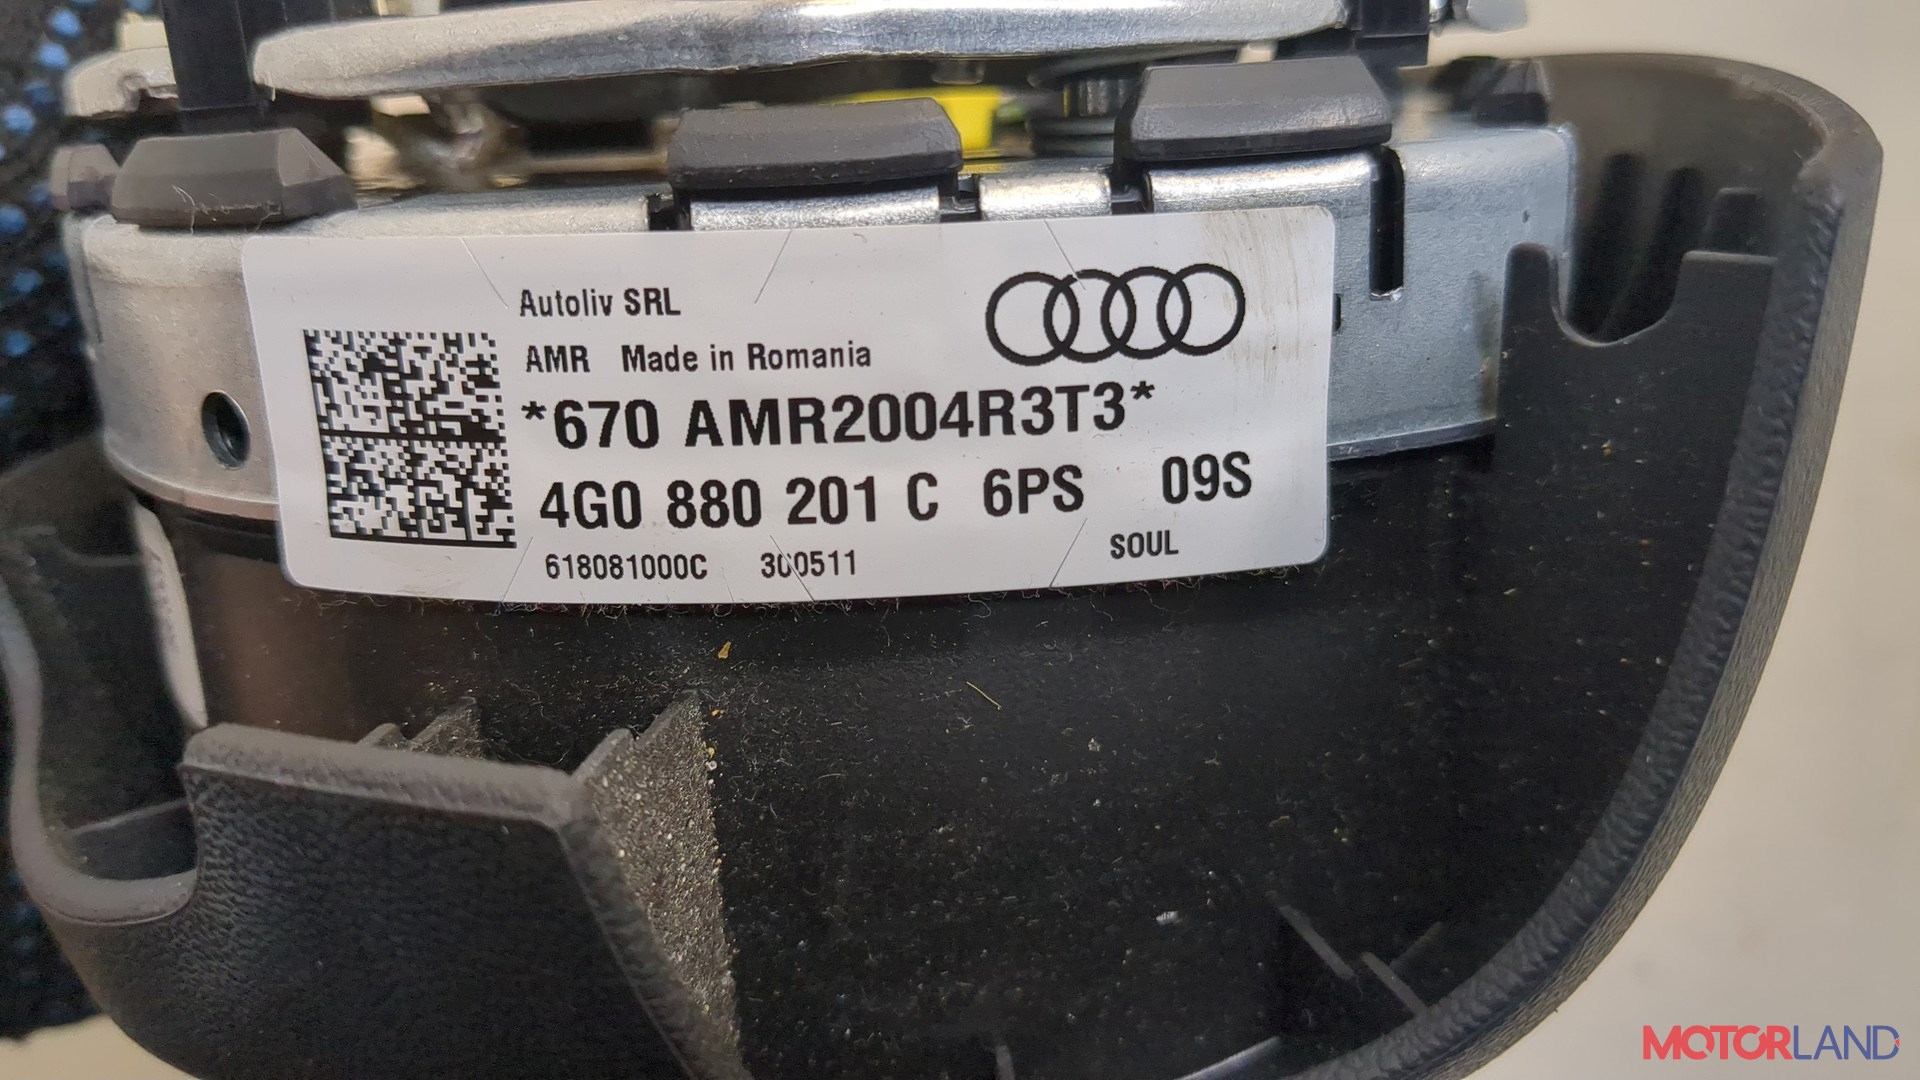 Autoliv SRL
AMR Made in Romania
*670 AMR2004R3T3*
4G0 880 201 C 6PS 09S
618081000C 300511
SOUL
MOTORLAND